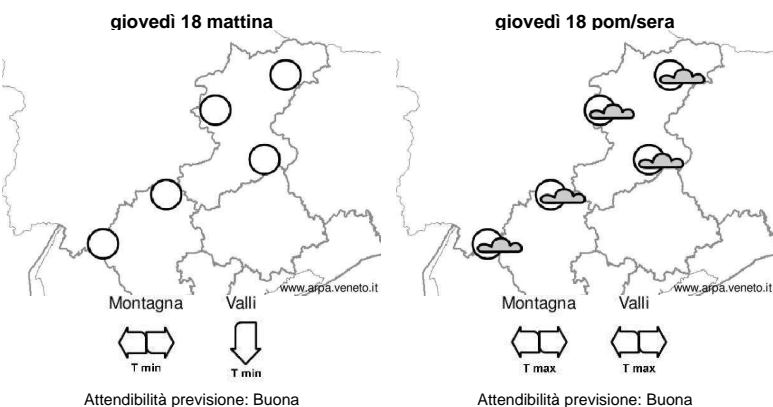 giovedì 18 mattina
www.arpa.veneto.it
Montagna Valli
T min T min
Attendibilità previsione: Buona
giovedì 18 pom/sera
www.arpa.veneto.it
Montagna Valli
T max T max
Attendibilità previsione: Buona